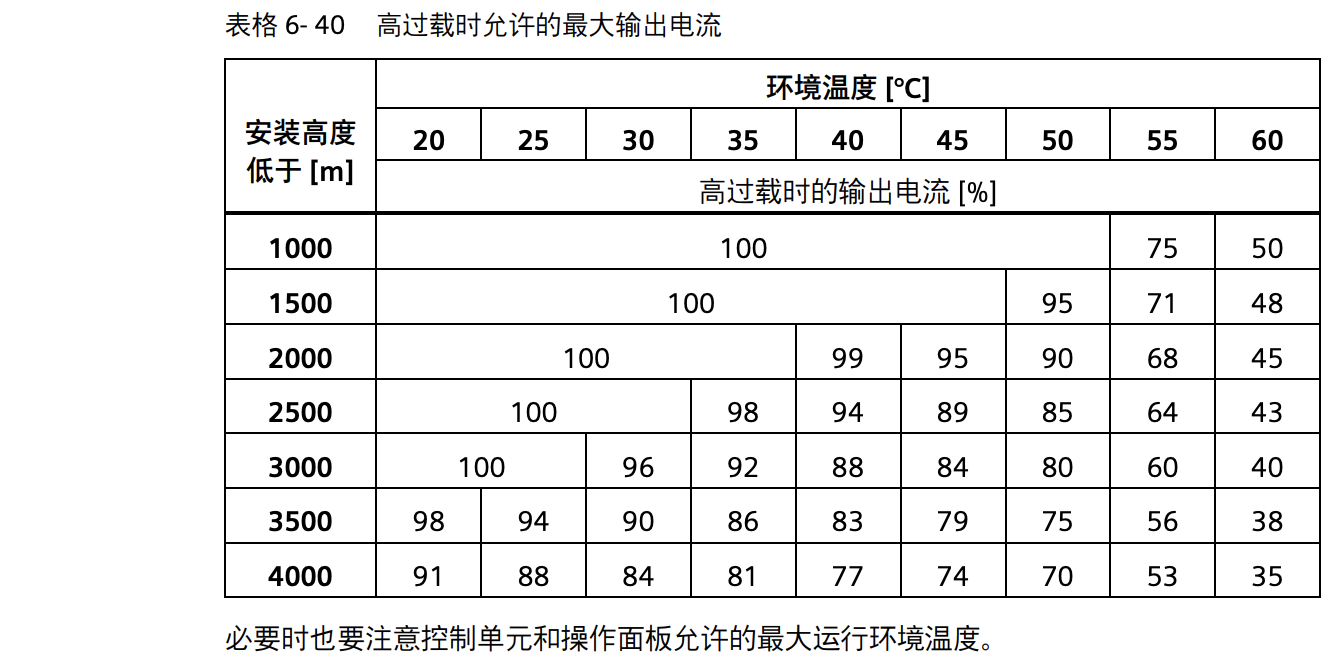 表格 6- 40 高过载时允许的最大输出电流
安装高度
低于 [m]
环境温度 [°C]
20 25 30 35 40 45 50 55 60
高过载时的输出电流 [%]
1000 100 75 50
1500 100 95 71 48
2000 100 99 95 90 68 45
2500 100 98 94 89 85 64 43
3000 100 96 92 88 84 80 60 40
3500 98 94 90 86 83 79 75 56 38
4000 91 88 84 81 77 74 70 53 35
必要时也要注意控制单元和操作面板允许的最大运行环境温度。